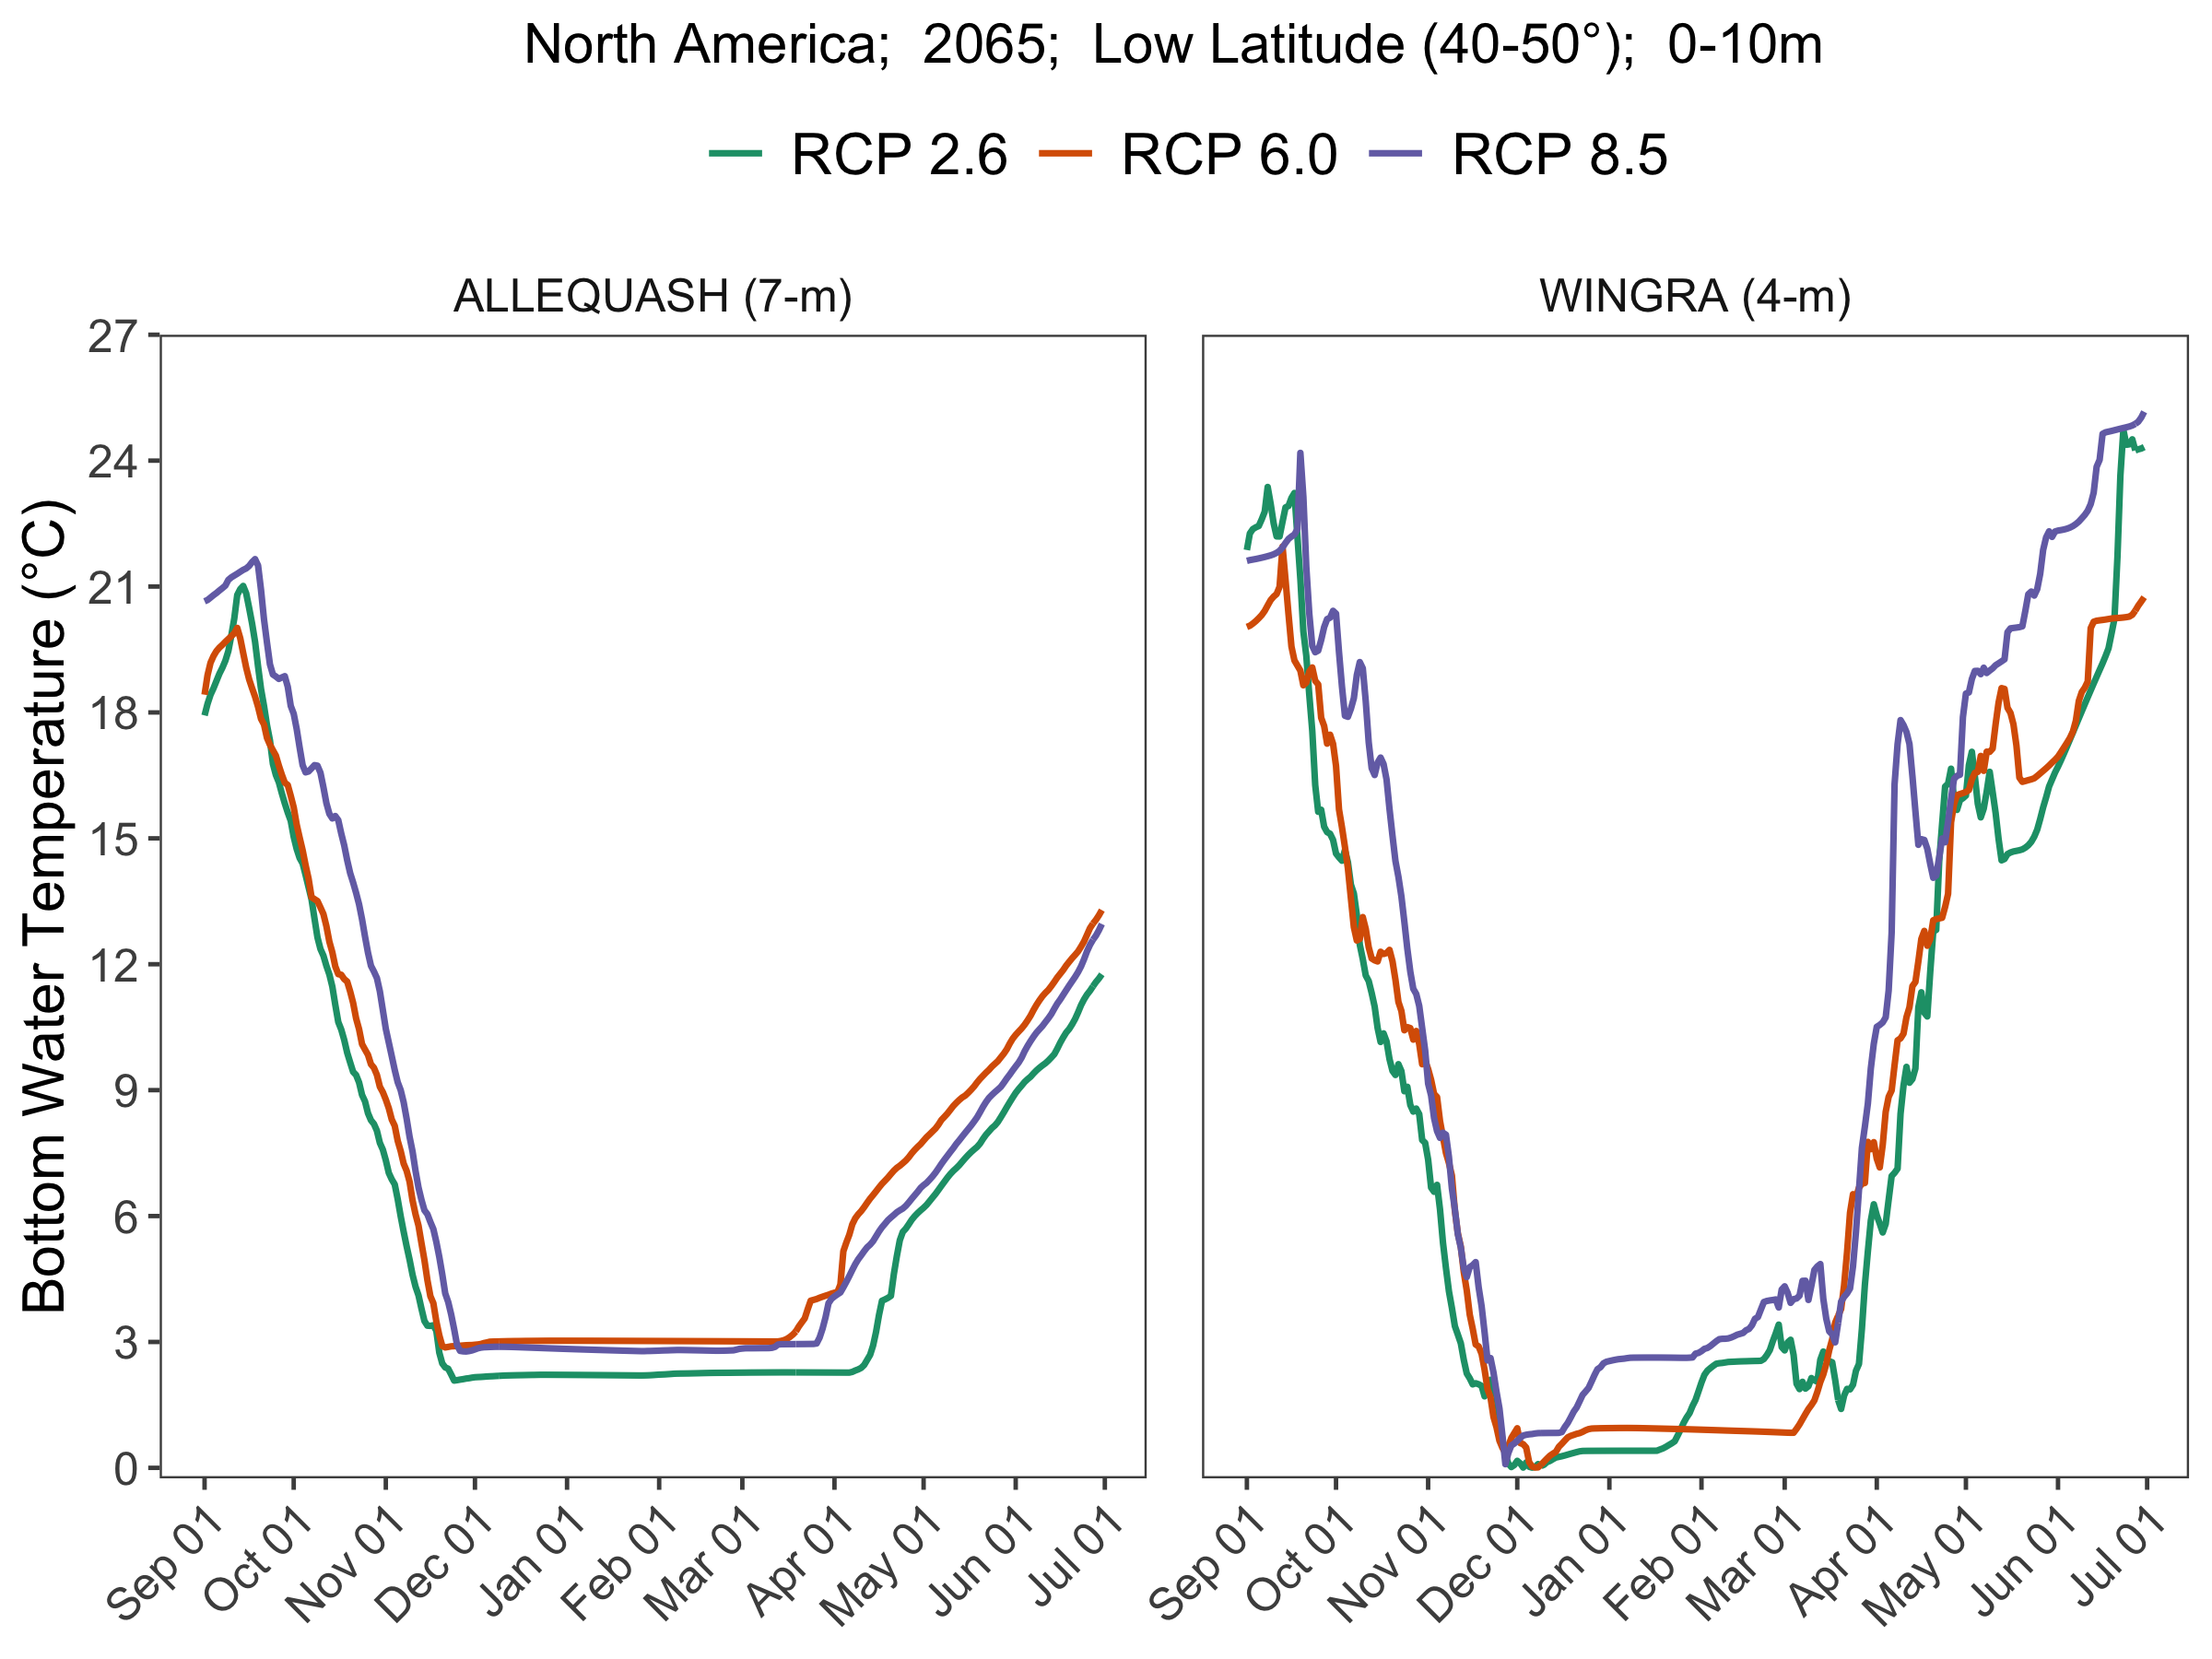 North America;  2065;  Low Latitude (40-50°);  0-10m
RCP 2.6 RCP 6.0 RCP 8.5
ALLEQUASH (7-m)
WINGRA (4-m)
Bottom Water Temperature (°C)
27
24
21
18
15
12
9
6
3
0
Sep 01 Oct 01 Nov 01 Dec 01 Jan 01 Feb 01 Mar 01 Apr 01 May 01 Jun 01 Jul 01
Sep 01 Oct 01 Nov 01 Dec 01 Jan 01 Feb 01 Mar 01 Apr 01 May 01 Jun 01 Jul 01